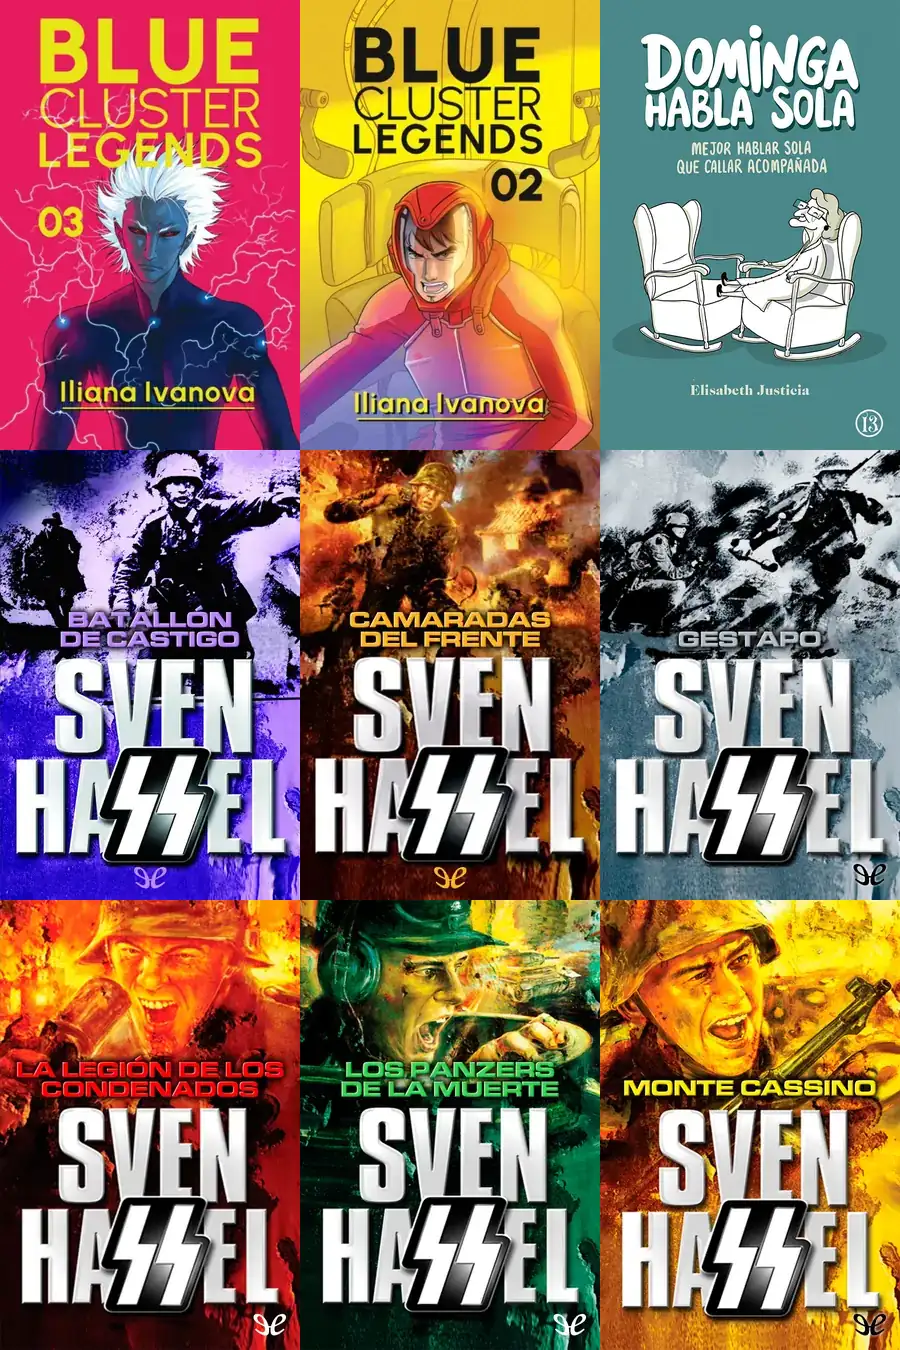 BLUE
CLUSTER
LEGENDS
03
Iliana Ivanova
BLUE
CLUSTER
LEGENDS
02
Iliana Ivanova
DOMINGA
HABLA SOLA
MEJOR HABLAR SOLA
QUE CALLAR ACOMPAÑADA
Elisabeth Justicia
13
BATALLÓN
DE CASTIGO
SVEN
HASSEL
CAMARADAS
DEL FRENTE
SVEN
HASSEL
GESTAPO
SVEN
HASSEL
LA LEGIÓN DE LOS
CONDENADOS
SVEN
HASSEL
LOS PANZERS
DE LA MUERTE
SVEN
HASSEL
MONTE CASSINO
SVEN
HASSEL